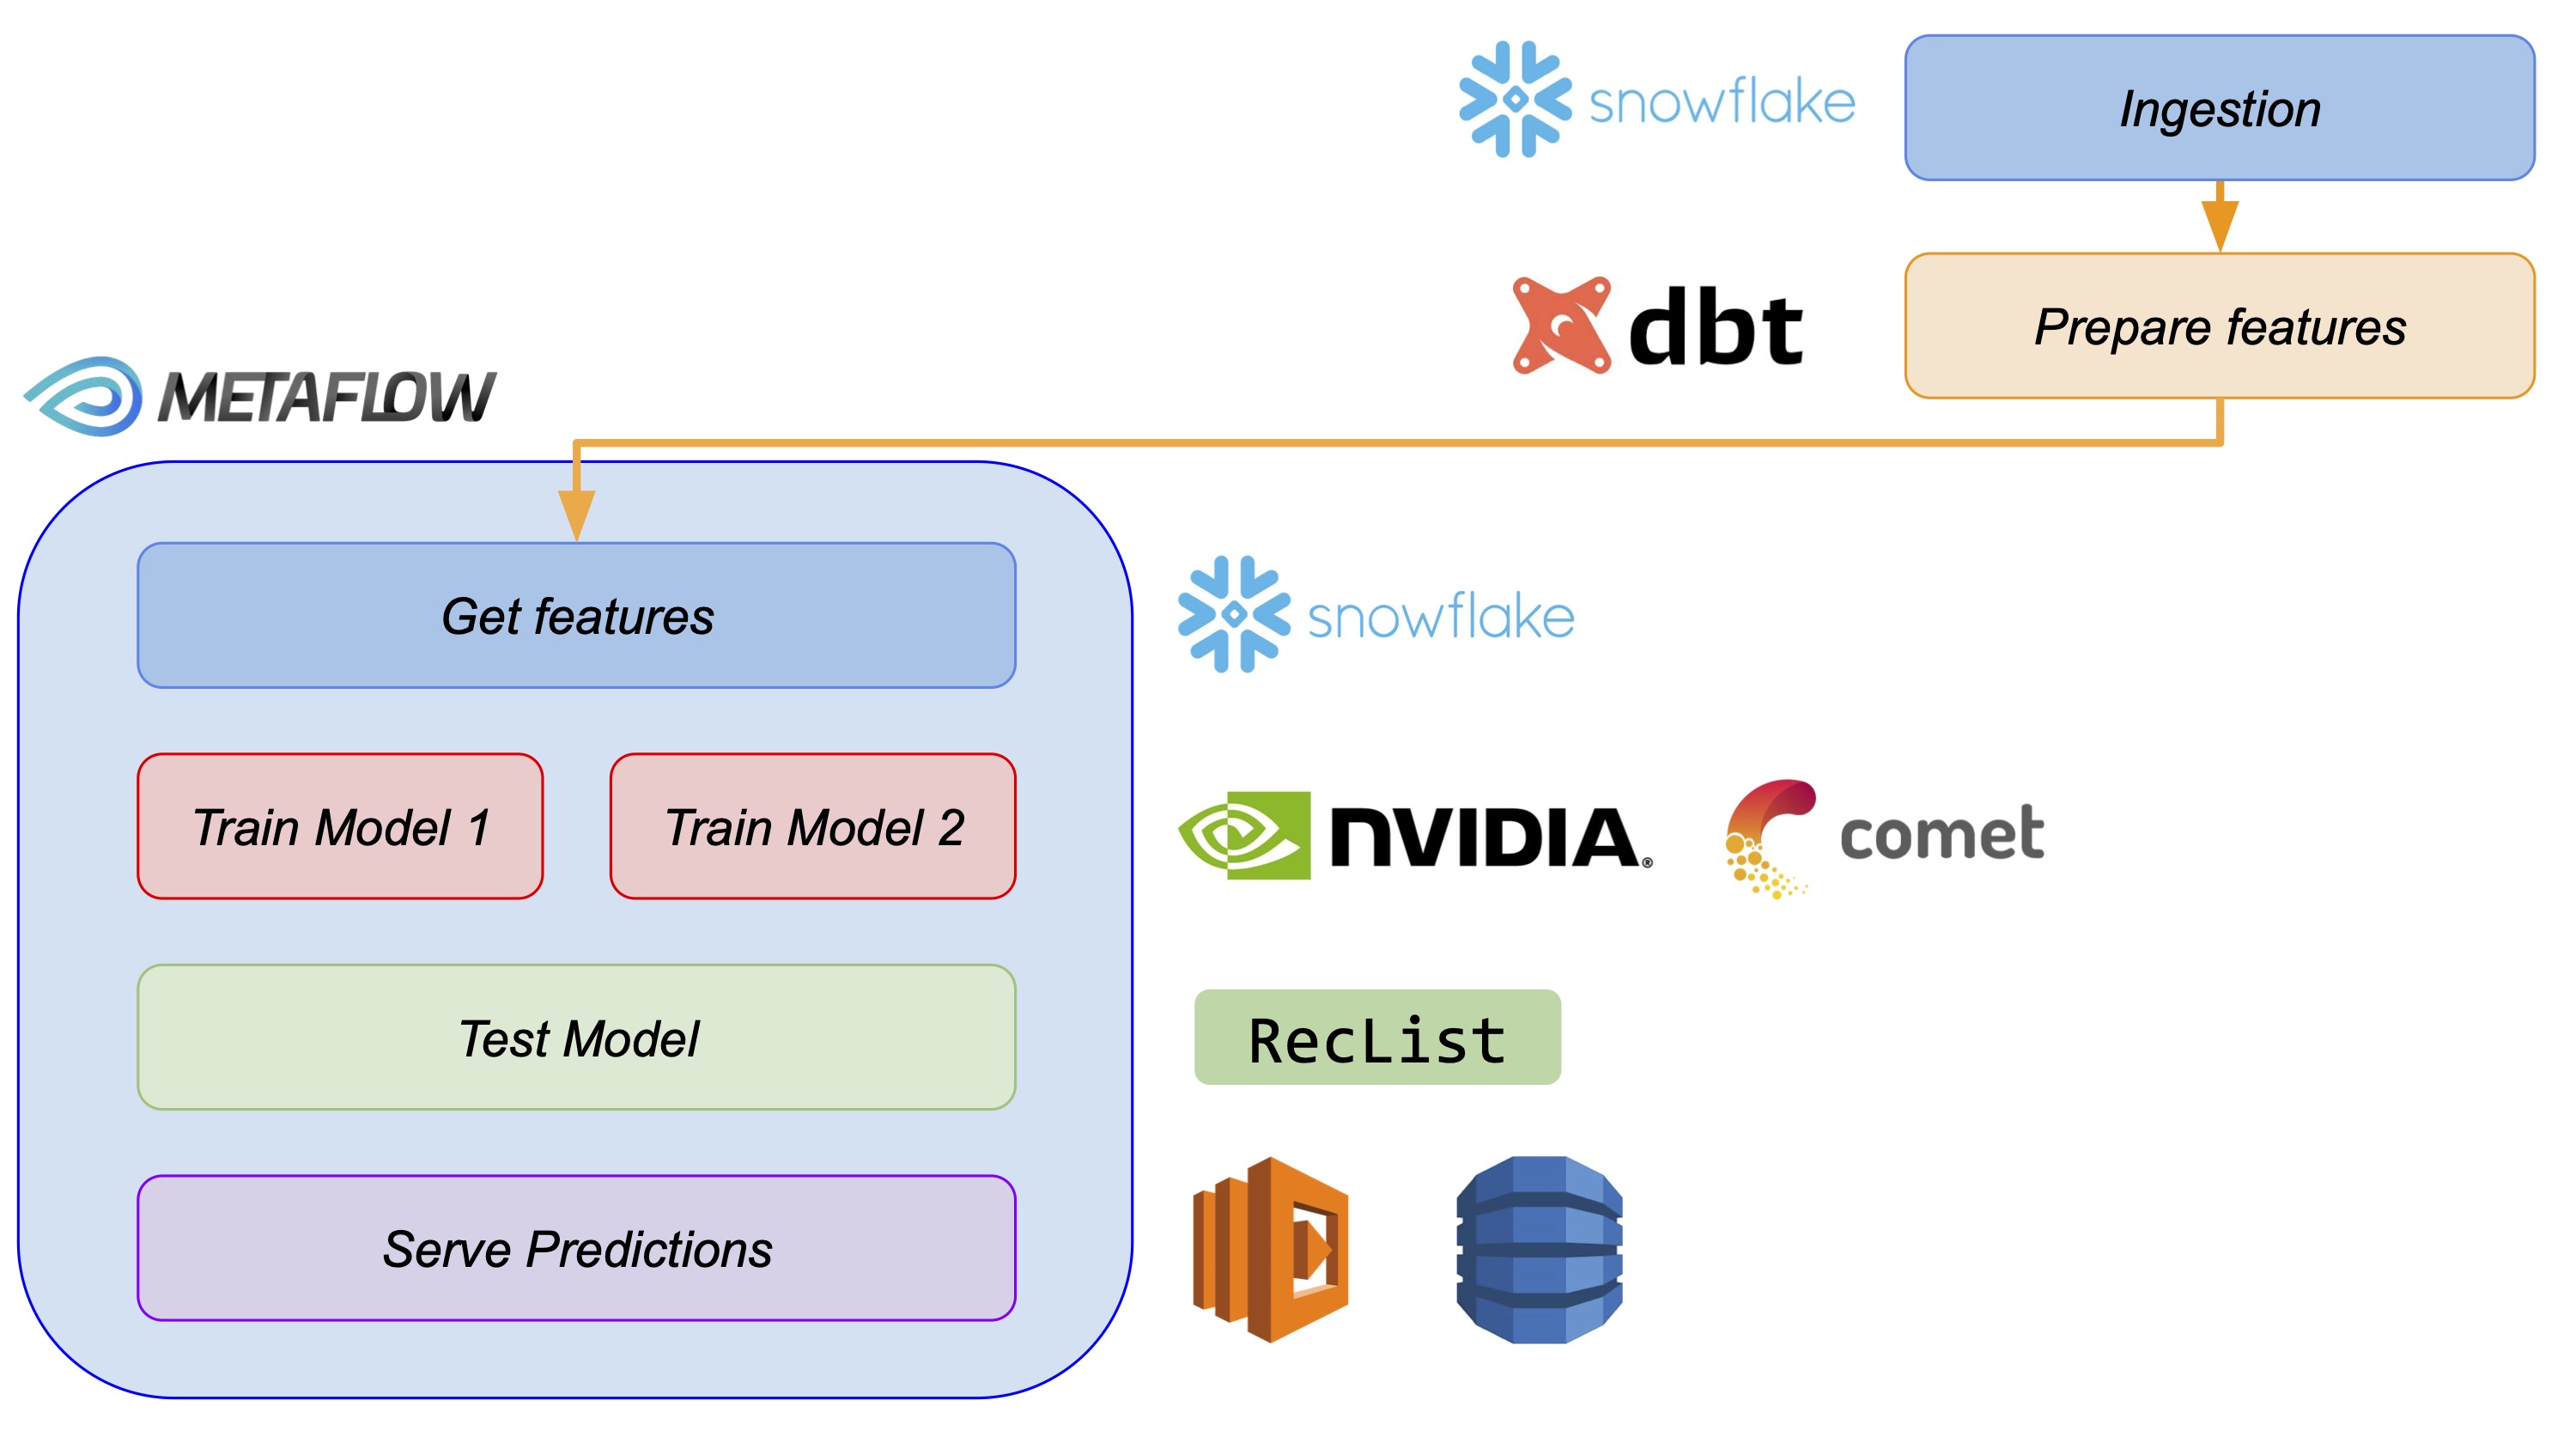 snowflake
Ingestion
dbt
Prepare features
METAFLOW
Get features
snowflake
Train Model 1
Train Model 2
NVIDIA®
comet
Test Model
RecList
Serve Predictions